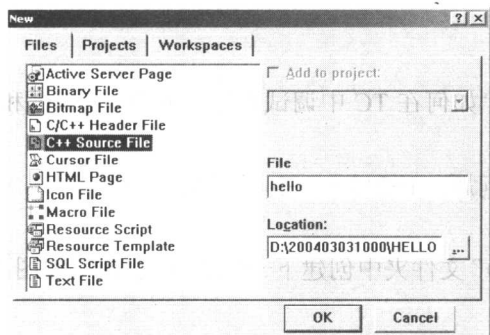 New
Files Projects Workspaces
Active Server Page
Binary File
Bitmap File
C/C++ Header File
C++ Source File
Cursor File
HTML Page
Icon File
Macro File
Resource Script
Resource Template
SQL Script File
Text File
Add to project:
File
hello
Location:
D:\200403031000\HELLO
...
OK Cancel